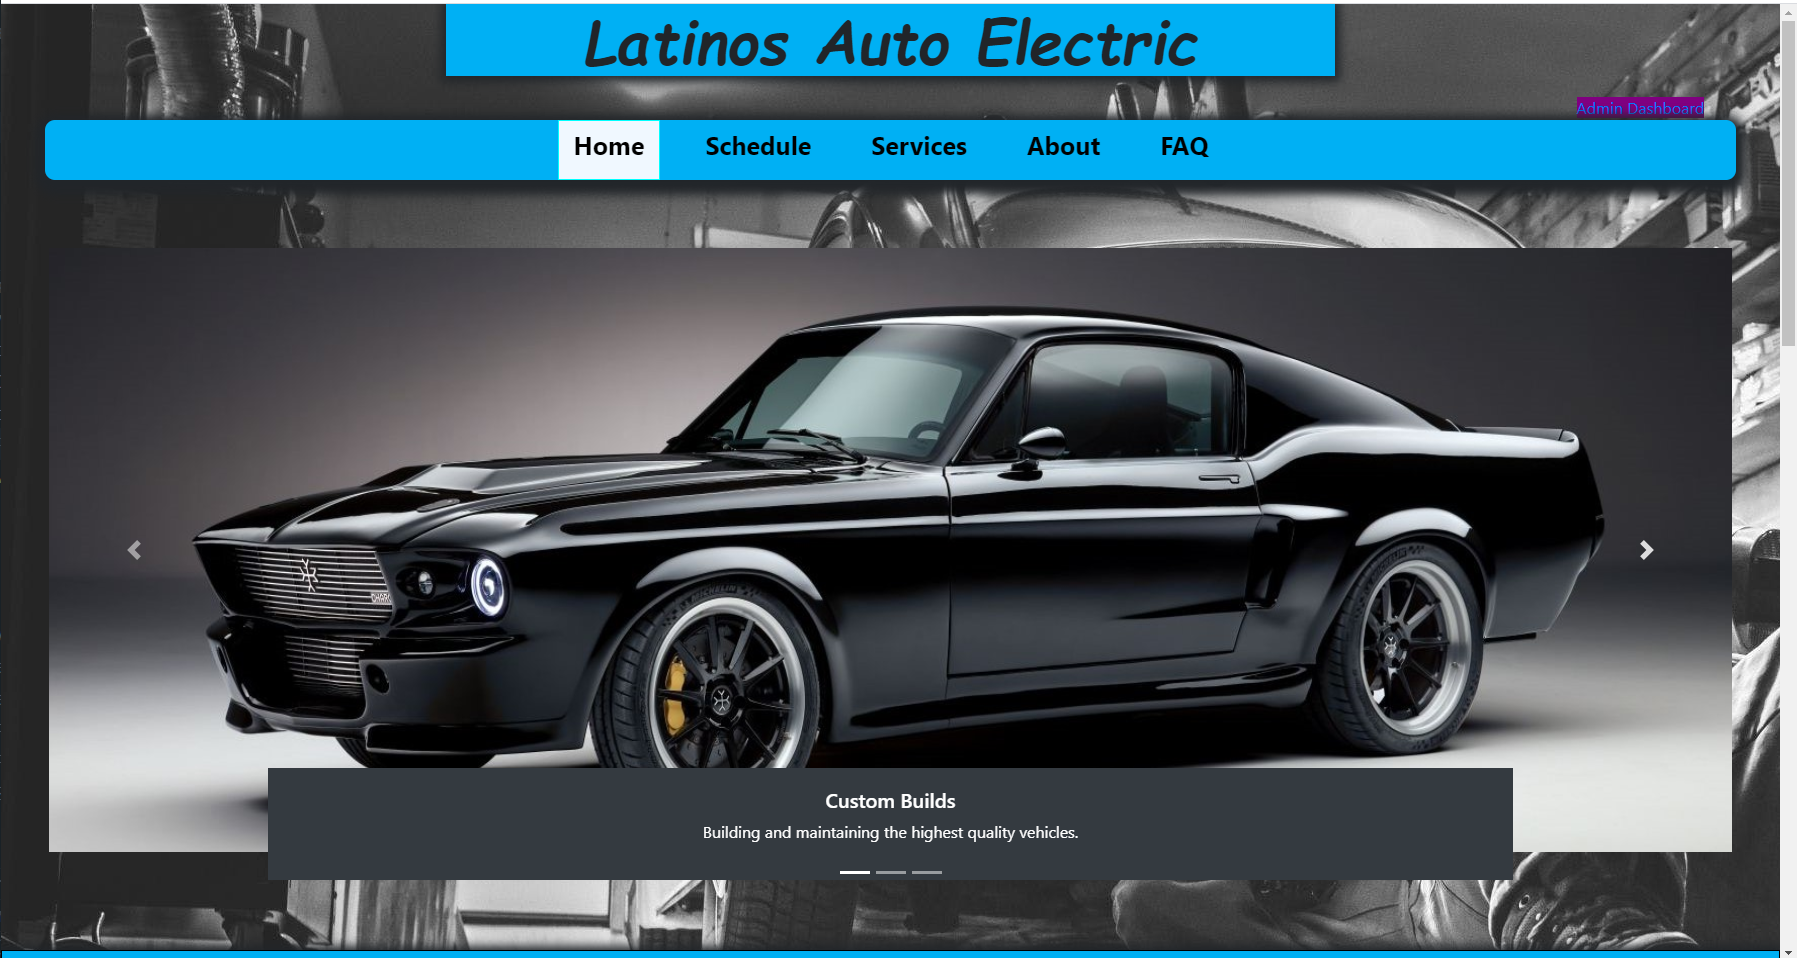 Latinos Auto Electric
Admin Dashboard
Home Schedule Services About FAQ
Custom Builds
Building and maintaining the highest quality vehicles.